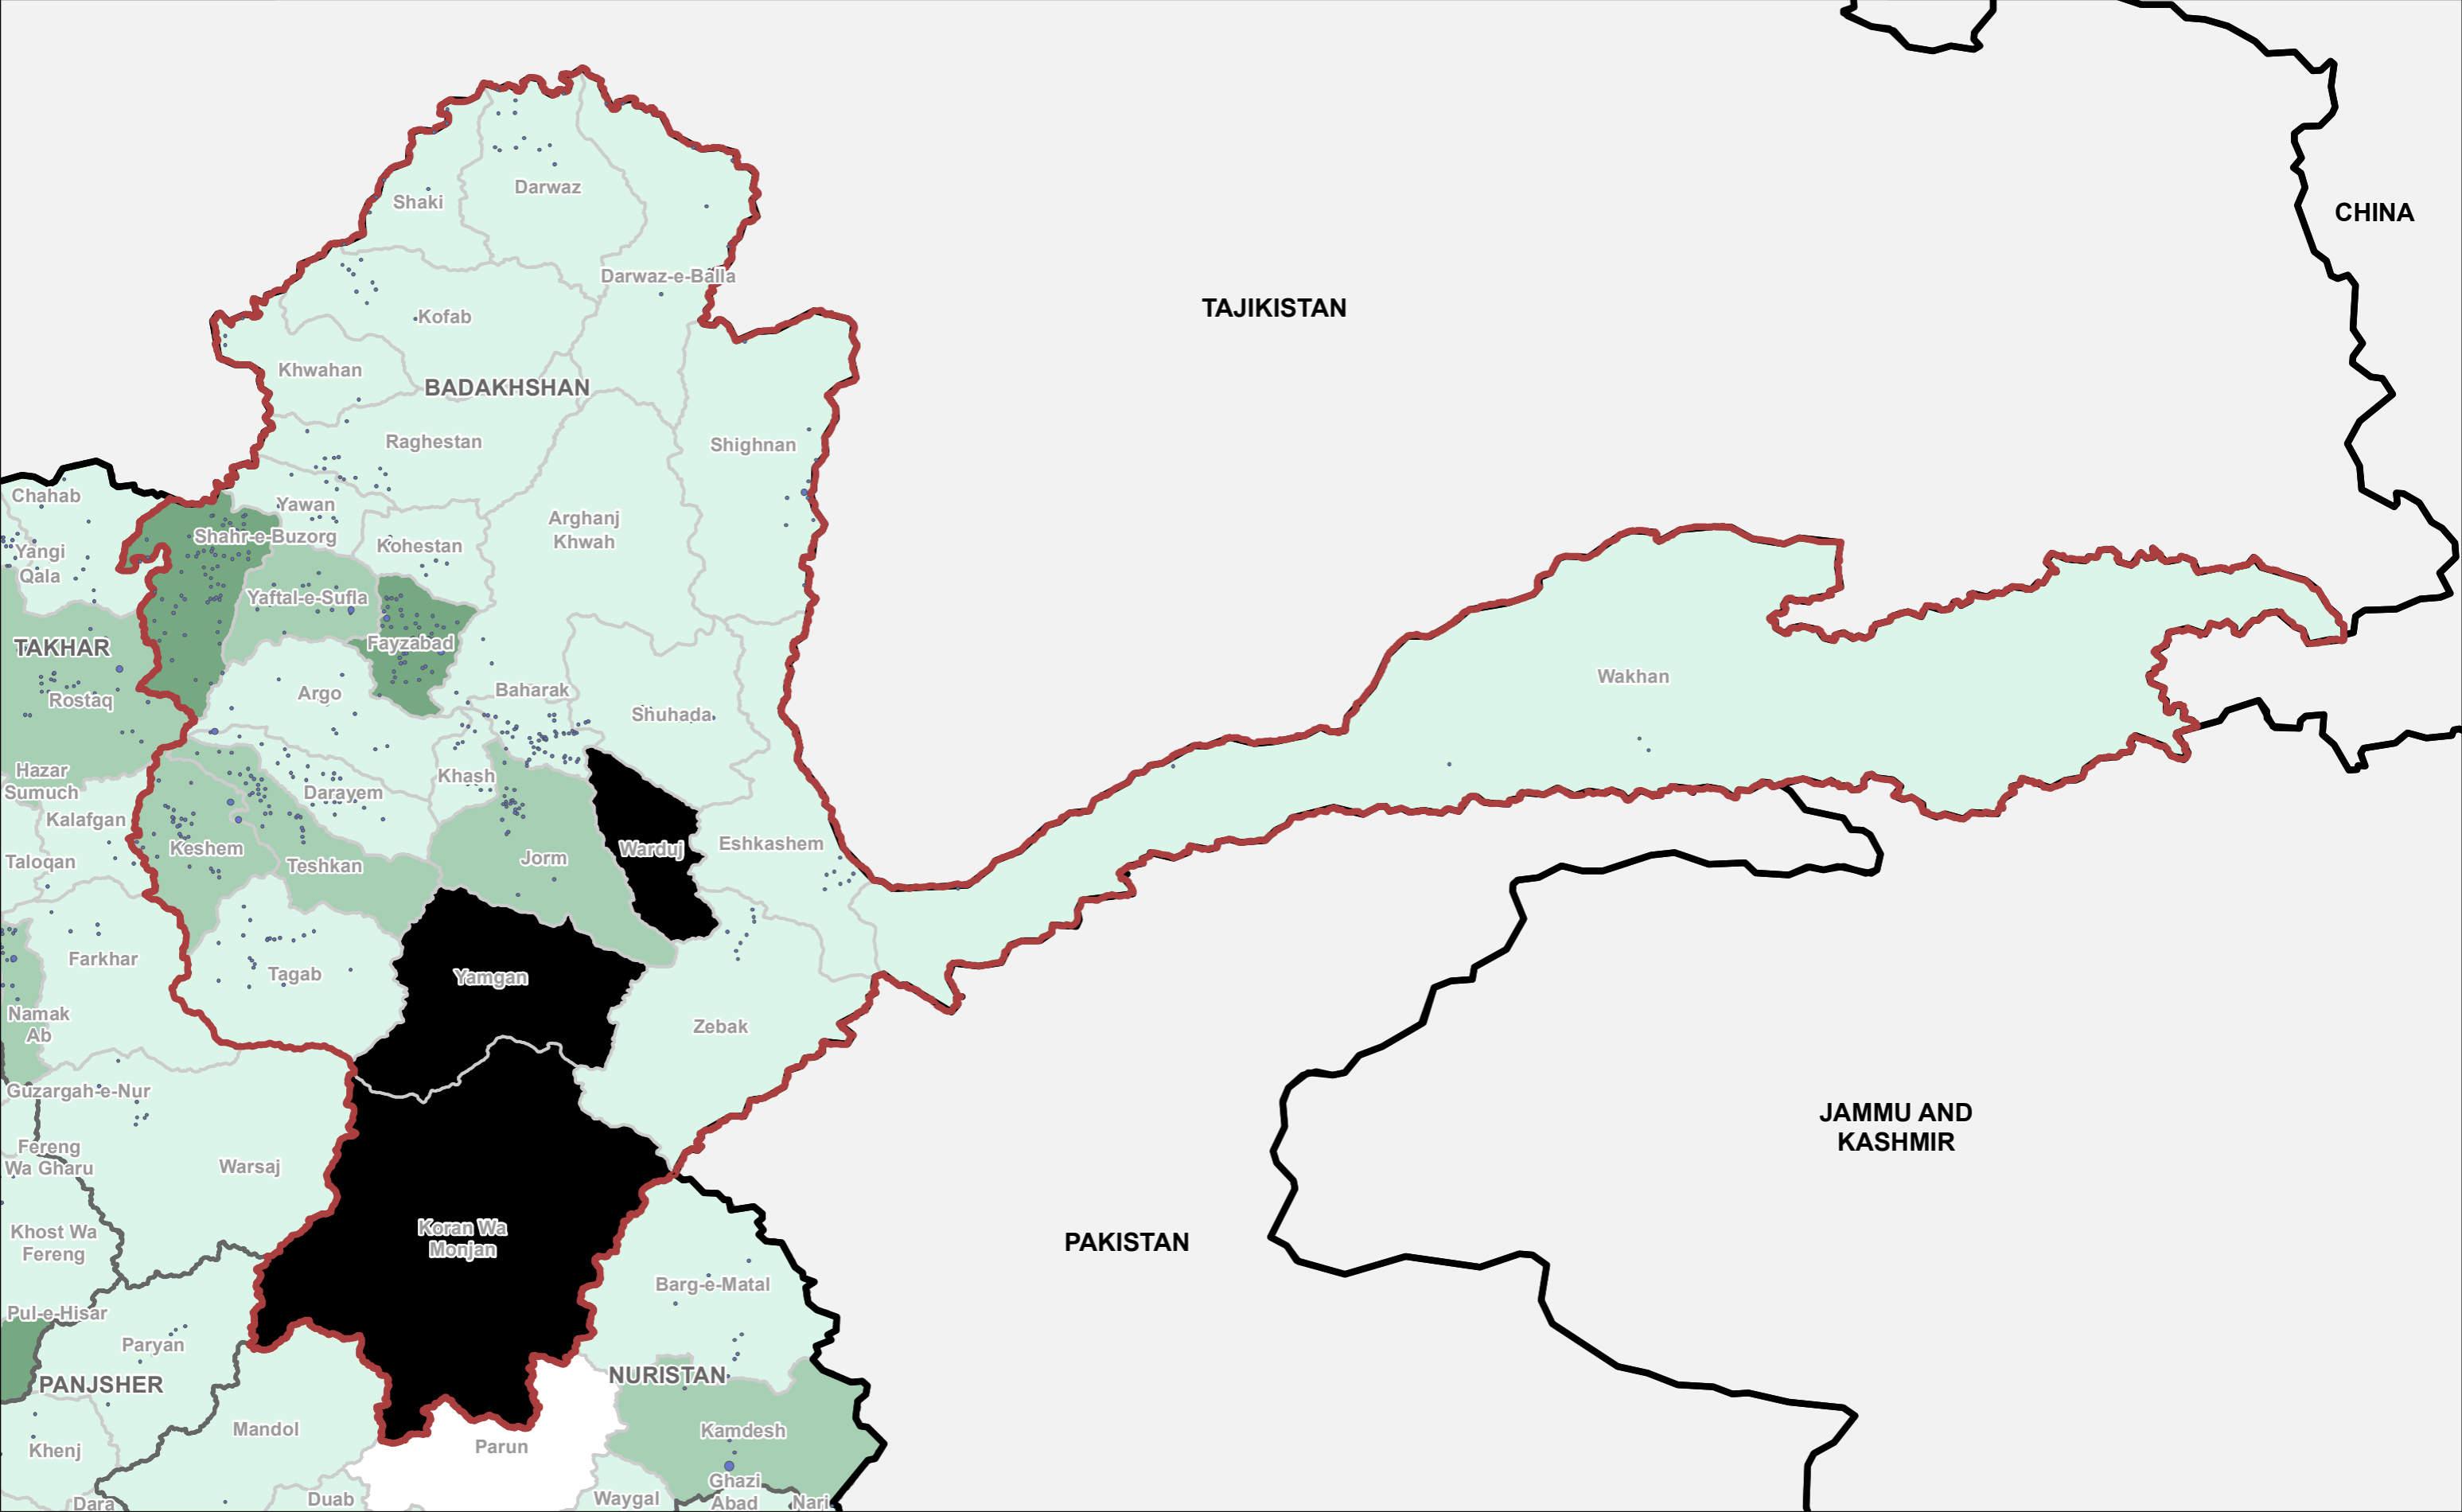 CHINA
TAJIKISTAN
Shaki
Darwaz
Darwaz-e-Balla
Kofab
Khwahan
BADAKHSHAN
Raghestan
Shighnan
Chahab
Yawan
Arghanj
Khwah
Shahr-e-Buzorg
Kohestan
Yangi
Qala
Yaftal-e-Sufla
TAKHAR
Fayzabad
Wakhan
Rostaq
Argo
Baharak
Shuhada
Hazar
Sumuch
Khash
Darayem
Kalafgan
Taloqan
Keshem
Teshkan
Jorm
Warduj
Eshkashem
Farkhar
Tagab
Yamgan
Namak
Ab
Zebak
Guzargah-e-Nur
JAMMU AND
KASHMIR
Fereng
Wa Gharu
Warsaj
Khost Wa
Fereng
Koran Wa
Monjan
PAKISTAN
Barg-e-Matal
Pul-e-Hisar
Paryan
PANJSHER
NURISTAN
Mandol
Kamdesh
Khenj
Parun
Ghazi
Abad
Dara
Duab
Waygal
Nari